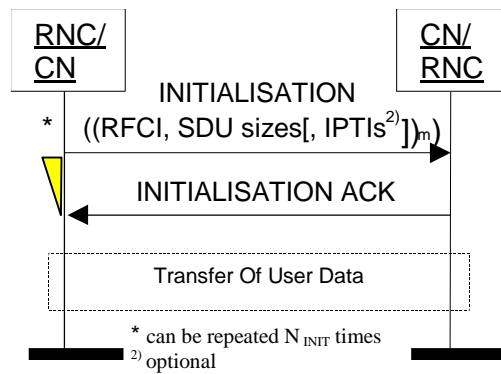 RNC/
CN
CN/
RNC
INITIALISATION
* ((RFCI, SDU sizes[, IPTIs2)])m)
INITIALISATION ACK
Transfer Of User Data
* can be repeated N INIT times
2) optional